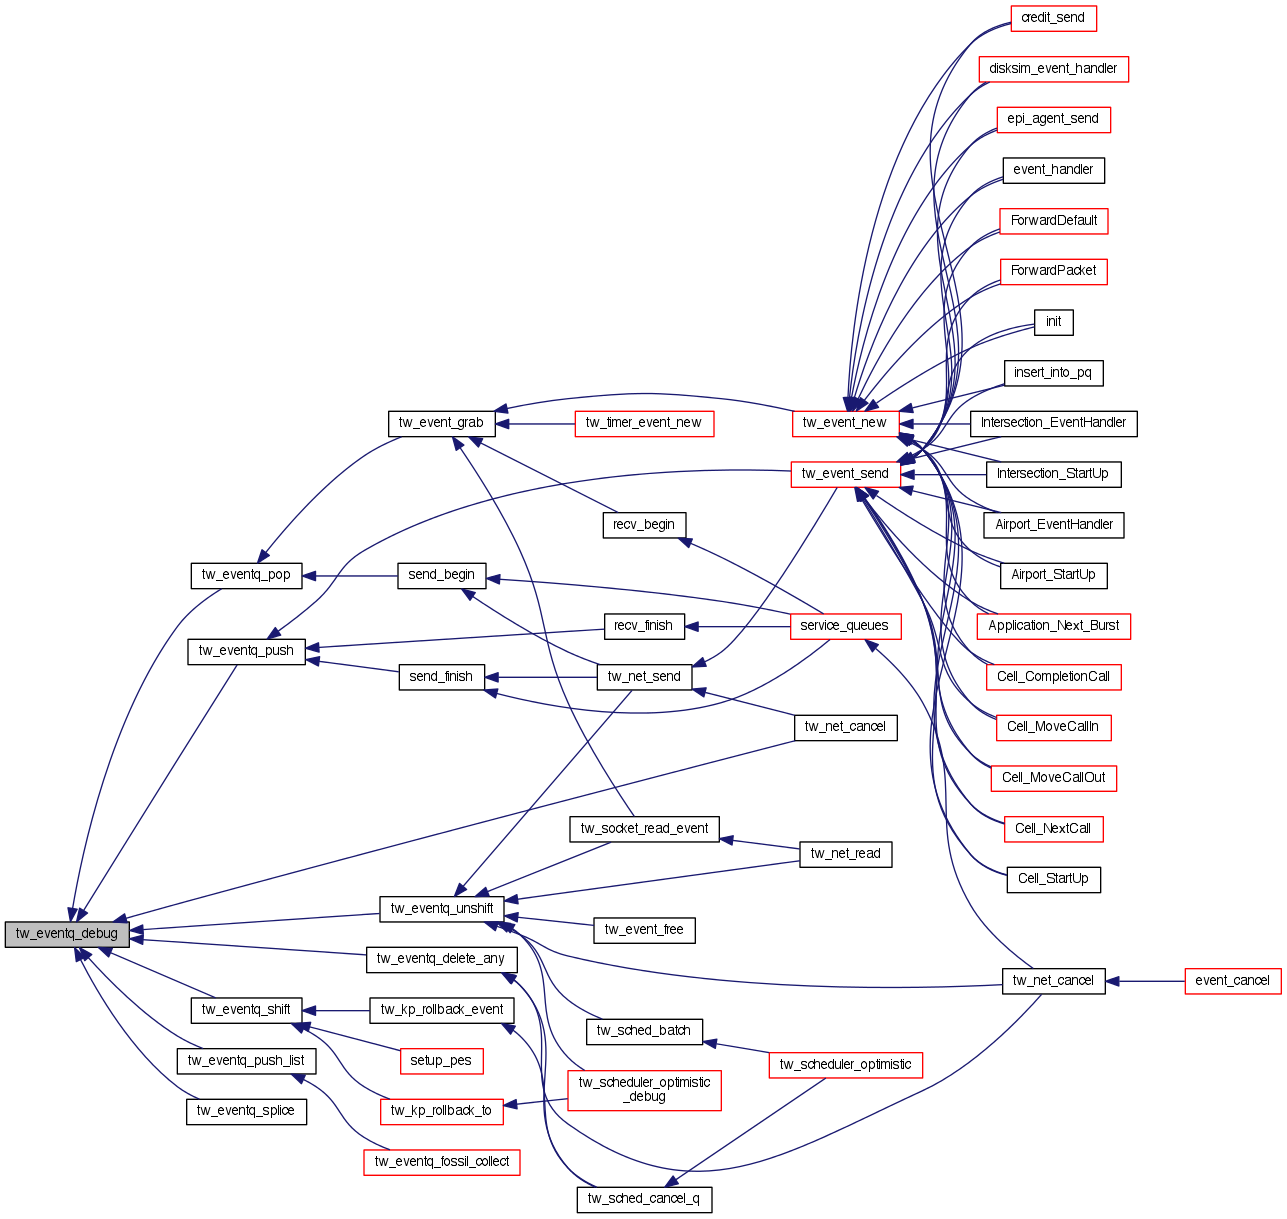 credit_send
disksim_event_handler
epi_agent_send
event_handler
ForwardDefault
ForwardPacket
init
insert_into_pq
tw_event_grab
tw_timer_event_new
tw_event_new
Intersection_EventHandler
tw_event_send
Intersection_StartUp
recv_begin
Airport_EventHandler
tw_eventq_pop
send_begin
Airport_StartUp
recv_finish
service_queues
Application_Next_Burst
tw_eventq_push
send_finish
tw_net_send
Cell_CompletionCall
tw_net_cancel
Cell_MoveCallIn
Cell_MoveCallOut
tw_socket_read_event
Cell_NextCall
tw_net_read
Cell_StartUp
tw_eventq_unshift
tw_eventq_debug
tw_event_free
tw_eventq_delete_any
tw_net_cancel
event_cancel
tw_eventq_shift
tw_kp_rollback_event
tw_sched_batch
tw_eventq_push_list
setup_pes
tw_scheduler_optimistic
tw_scheduler_optimistic
_debug
tw_eventq_splice
tw_kp_rollback_to
tw_eventq_fossil_collect
tw_sched_cancel_q